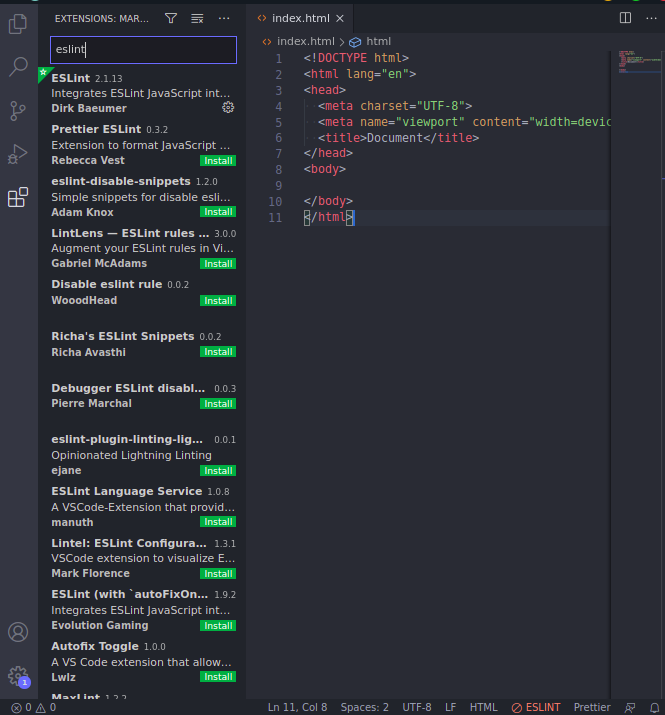 EXTENSIONS: MAR...
eslint
ESLint 2.1.13
Integrates ESLint JavaScript int...
Dirk Baeumer
Prettier ESLint 0.3.2
Extension to format JavaScript ...
Rebecca Vest Install
eslint-disable-snippets 1.2.0
Simple snippets for disable esli...
Adam Knox Install
LintLens — ESLint rules ... 3.0.0
Augment your ESLint rules in Vi...
Gabriel McAdams Install
Disable eslint rule 0.0.2
WooodHead Install
Richa's ESLint Snippets 0.0.2
Richa Avasthi Install
Debugger ESLint disabl... 0.0.3
Pierre Marchal Install
eslint-plugin-linting-lig... 0.0.1
Opinionated Lightning Linting
ejane Install
ESLint Language Service 1.0.8
A VSCode-Extension that provid...
manuth Install
Lintel: ESLint Configura... 1.3.1
VSCode extension to visualize E...
Mark Florence Install
ESLint (with `autoFixOn... 1.9.2
Integrates ESLint JavaScript int...
Evolution Gaming Install
Autofix Toggle 1.0.0
A VS Code extension that allow...
Lwlz Install
MaxLint 1.2.2
index.html
index.html > html
1 <!DOCTYPE html>
2 <html lang="en">
3 <head>
4 <meta charset="UTF-8">
5 <meta name="viewport" content="width=devic
6 <title>Document</title>
7 </head>
8 <body>
9
10 </body>
11 </html>
1
0 0 Ln 11, Col 8 Spaces: 2 UTF-8 LF HTML ESLINT Prettier